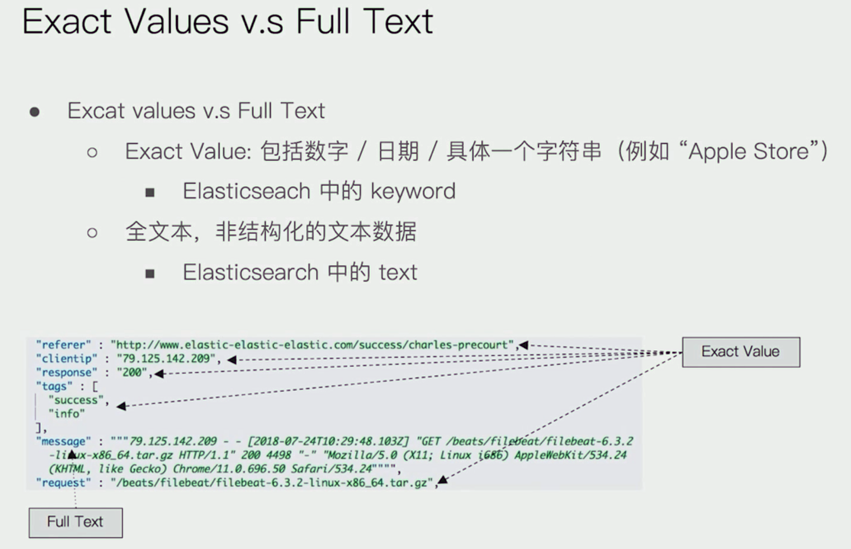 Exact Values v.s Full Text
● Excat values v.s Full Text
○ Exact Value: 包括数字 / 日期 / 具体一个字符串（例如 “Apple Store”）
■ Elasticseach 中的 keyword
○ 全文本，非结构化的文本数据
■ Elasticsearch 中的 text
"referer" : "http://www.elastic-elastic-elastic.com/success/charles-precourt",
"clientip" : "79.125.142.209",
"response" : "200",
"tags" : [
"success",
"info"
],
"message" : """79.125.142.209 - - [2018-07-24T10:29:48.103Z] "GET /beats/filebeat/filebeat-6.3.2
-linux-x86_64.tar.gz HTTP/1.1" 200 4498 "-" "Mozilla/5.0 (X11; Linux i686) AppleWebKit/534.24
(KHTML, like Gecko) Chrome/11.0.696.50 Safari/534.24"""",
"request" : "/beats/filebeat/filebeat-6.3.2-linux-x86_64.tar.gz",
Exact Value
Full Text